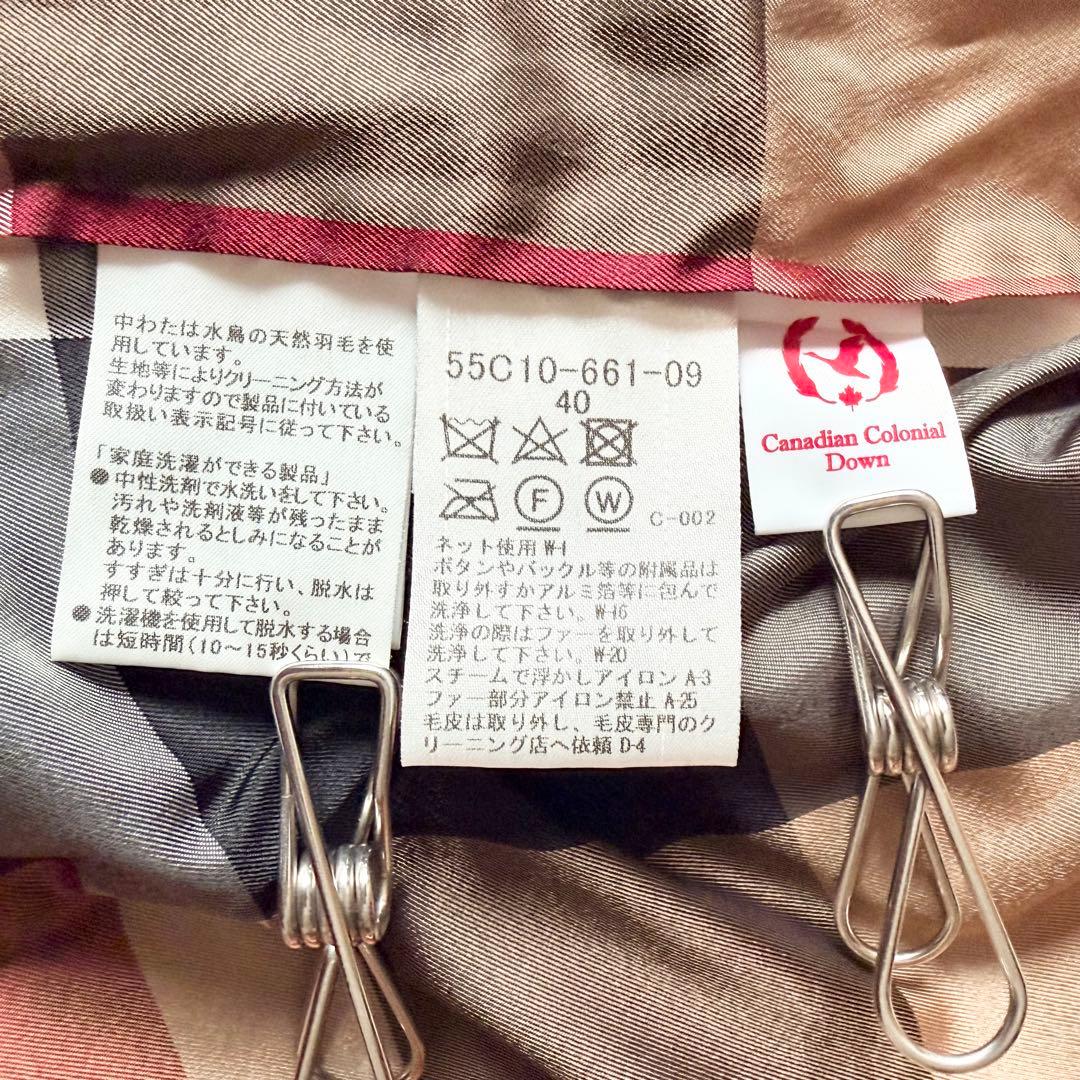 中わたは水鳥の天然羽毛を使
用しています。
生地等によりクリーニング方法が
変わりますので製品に付いている
取扱い表示記号に従って下さい。
「家庭洗濯ができる製品」
●中性洗剤で水洗いをして下さい。
汚れや洗剤液等が残ったまま
乾燥されるとしみになることが
あります。
すすぎは十分に行い、脱水は
押して絞って下さい。
●洗濯機を使用して脱水する場合
は短時間(10～15秒くらい)で
55C10-661-09
40
F W C-002
ネット使用 W-1
ボタンやバックル等の附属品は
取り外すかアルミ箔等に包んで
洗浄して下さい。W-16
洗浄の際はファーを取り外して
洗浄して下さい。W-20
スチームで浮かしアイロン A-3
ファー部分アイロン禁止 A-25
毛皮は取り外し、毛皮専門のク
リーニング店へ依頼 D-4
Canadian Colonial
Down